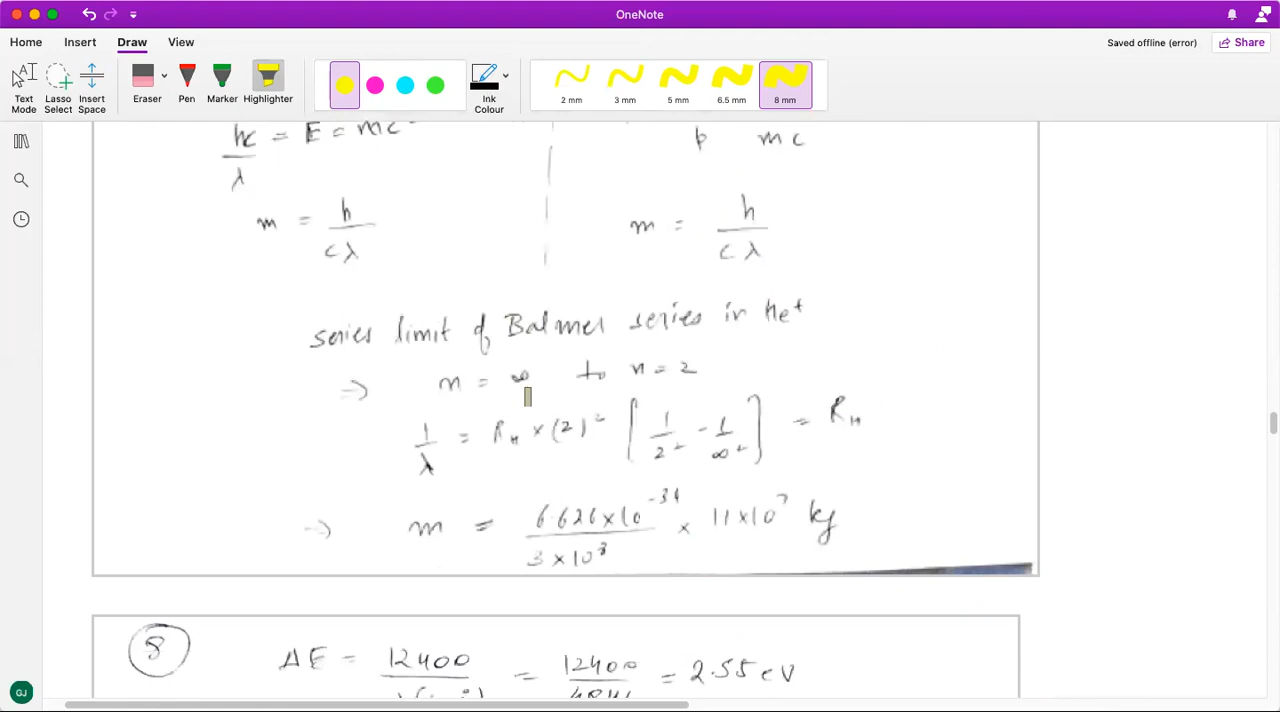 OneNote
Home Insert Draw View
Saved offline (error) Share
Text Mode
Lasso Select
Insert Space
Eraser
Pen
Marker
Highlighter
Ink Colour
2 mm 3 mm 5 mm 6.5 mm 8 mm
hc/λ = E = mc
p mc
m = h/cλ
m = h/cλ
series limit of Balmer series in He+
⇒ n = ∞ to n = 2
1/λ = R_H × (2)² [1/2² - 1/∞²] = R_H
⇒ m = 6.626×10⁻³⁴/3×10⁸ × 11×10⁷ kg
8
ΔE = 12400 = 12400 = 2.55 eV
GJ